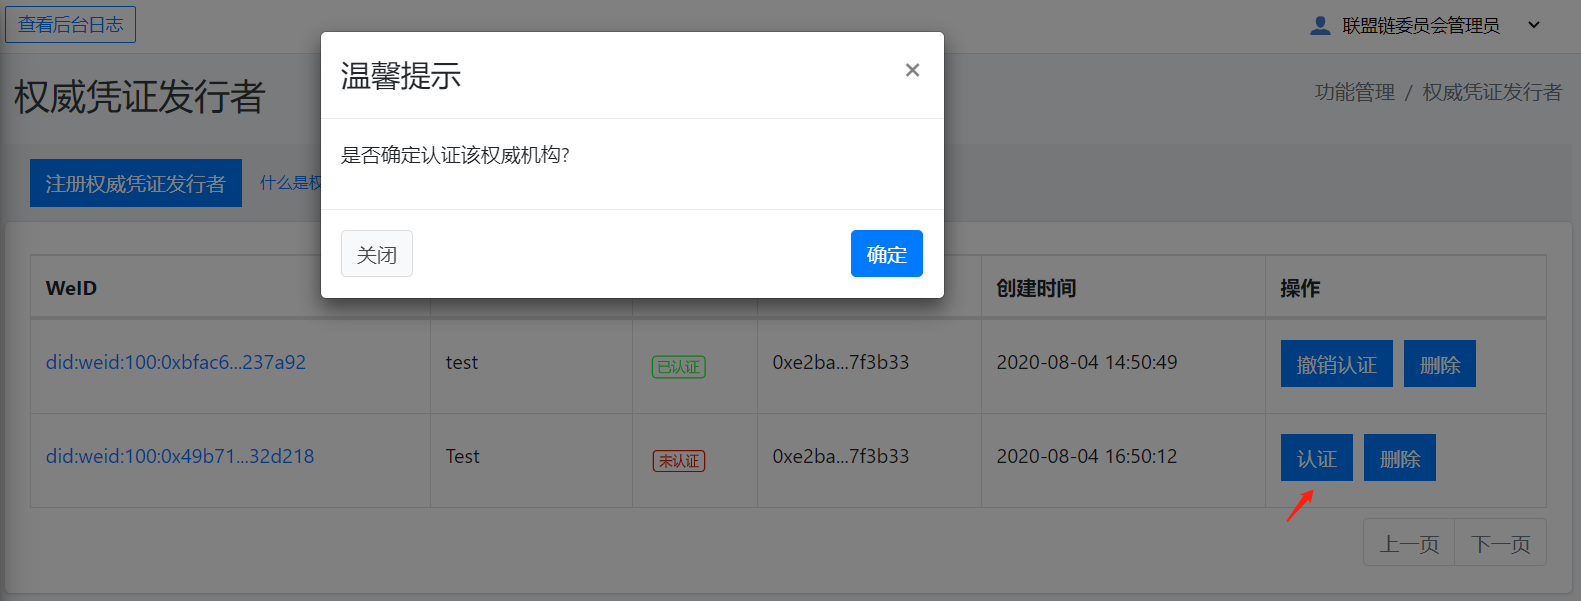 查看后台日志
联盟链委员会管理员
温馨提示
×
权威凭证发行者
功能管理 / 权威凭证发行者
是否确定认证该权威机构?
注册权威凭证发行者
什么是权
关闭
确定
WeID
创建时间
操作
did:weid:100:0xbfac6...237a92
test
已认证
0xe2ba...7f3b33
2020-08-04 14:50:49
撤销认证
删除
did:weid:100:0x49b71...32d218
Test
未认证
0xe2ba...7f3b33
2020-08-04 16:50:12
认证
删除
上一页
下一页